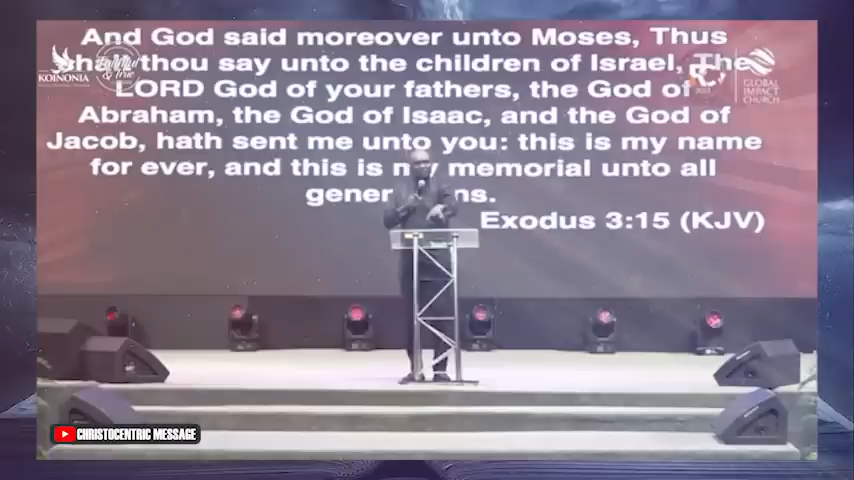 And God said moreover unto Moses, Thus
thou say unto the children of Israel, The
LORD God of your fathers, the God of
Abraham, the God of Isaac, and the God of
Jacob, hath sent me unto you: this is my name
for ever, and this is my memorial unto all
Exodus 3:15 (KJV)
KOINONIA
Faithful
& True
GLOBAL
IMPACT
CHURCH
CHRISTOCENTRIC MESSAGE